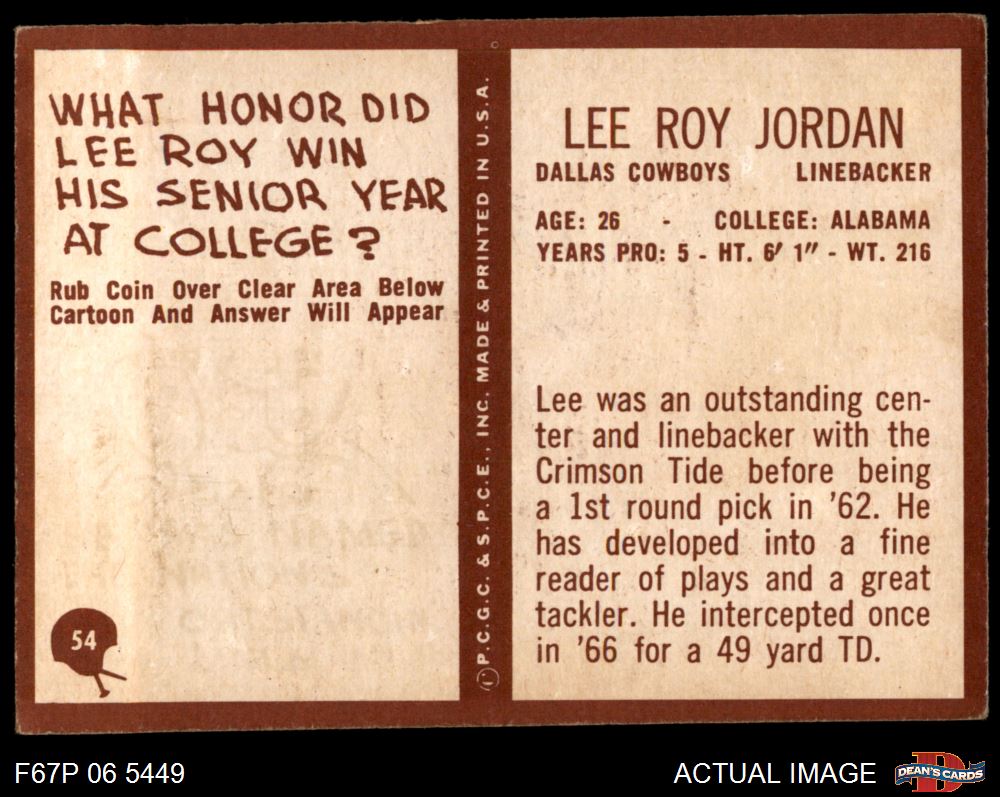 WHAT HONOR DID
LEE ROY WIN
HIS SENIOR YEAR
AT COLLEGE?
Rub Coin Over Clear Area Below
Cartoon And Answer Will Appear
54
©P.C.G.C. & S.P.C.E., INC. MADE & PRINTED IN U.S.A.
LEE ROY JORDAN
DALLAS COWBOYS LINEBACKER
AGE: 26 - COLLEGE: ALABAMA
YEARS PRO: 5 - HT. 6' 1" - WT. 216
Lee was an outstanding cen-
ter and linebacker with the
Crimson Tide before being
a 1st round pick in '62. He
has developed into a fine
reader of plays and a great
tackler. He intercepted once
in '66 for a 49 yard TD.
F67P 06 5449
ACTUAL IMAGE
D
DEAN'S CARDS